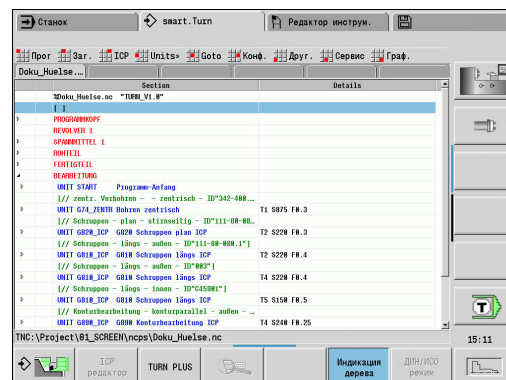 Станок smart.Turn Редактор инструм.
Прог Заг. ICP Units» Goto Конф. Друг. Сервис Граф.
Doku_Huelse....
Section Details
%Doku_Huelse.nc "TURN_V1.0"
[ ]
PROGRAMMKOPF
REVOLVER 1
SPANNMITTEL 1
ROHTEIL
FERTIGTEIL
BEARBEITUNG
UNIT START Programm-Anfang
[// zentr. Vorbohren - - zentrisch - ID"342-400....
UNIT G74_ZENTR Bohren zentrisch T1 S875 F0.3
[// Schruppen - plan - stirnseitig - ID"111-80-08..
UNIT G820_ICP G820 Schruppen plan ICP T2 S220 F0.3
[// Schruppen - längs - außen - ID"111-80-080.1"]
UNIT G810_ICP G810 Schruppen längs ICP T2 S220 F0.4
[// Schruppen - längs - außen - ID"003"]
UNIT G810_ICP G810 Schruppen längs ICP T4 S220 F0.4
[// Schruppen - längs - innen - ID"C45901"]
UNIT G810_ICP G810 Schruppen längs ICP T5 S150 F0.5
[// Konturbearbeitung - konturparallel - außen - ...
UNIT G890_ICP G890 Konturbearbeitung ICP T4 S240 F0.25
TNC:\Project\01_SCREEN\ncps\Doku_Huelse.nc
T
15:11
ICP редактор
TURN PLUS
Индикация дерева
ДИН/ИСО режим